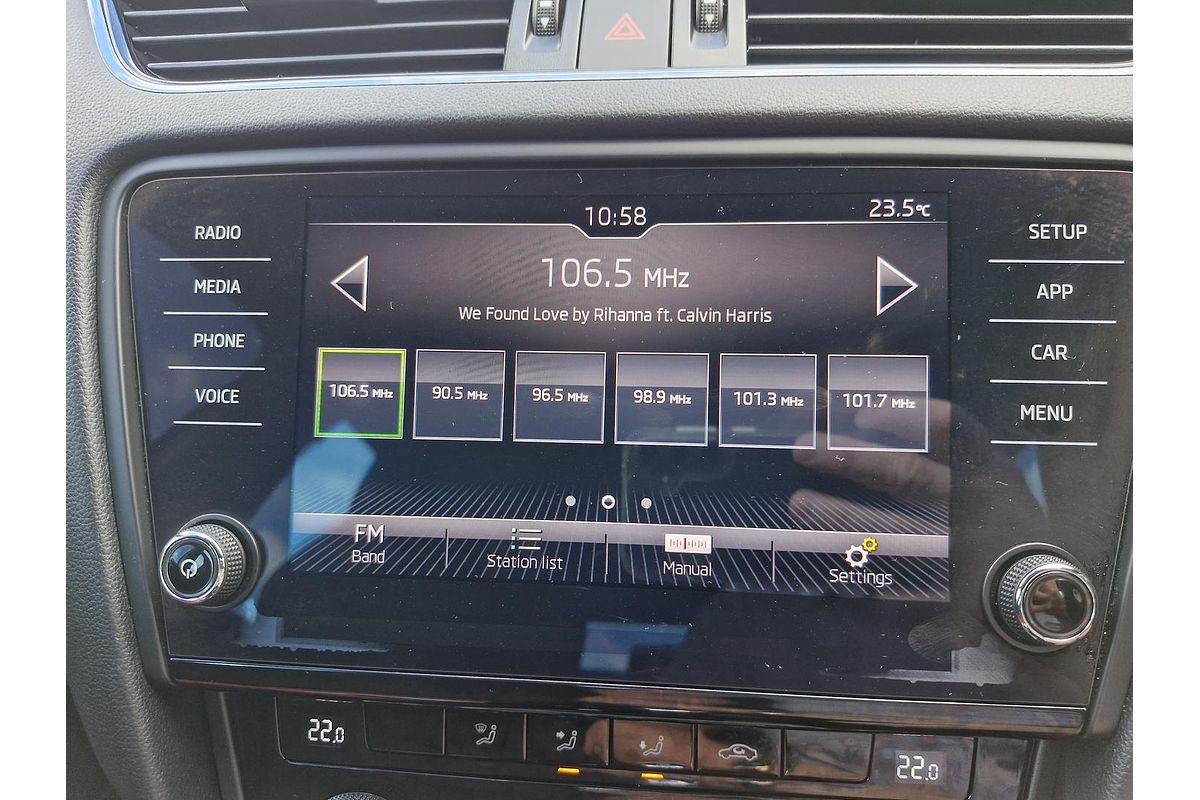 10:58
23.5°C
RADIO
MEDIA
PHONE
VOICE
106.5 MHz
We Found Love by Rihanna ft. Calvin Harris
106.5 MHz
90.5 MHz
96.5 MHz
98.9 MHz
101.3 MHz
101.7 MHz
FM
Band
Station list
Manual
Settings
SETUP
APP
CAR
MENU
22.0
22.0